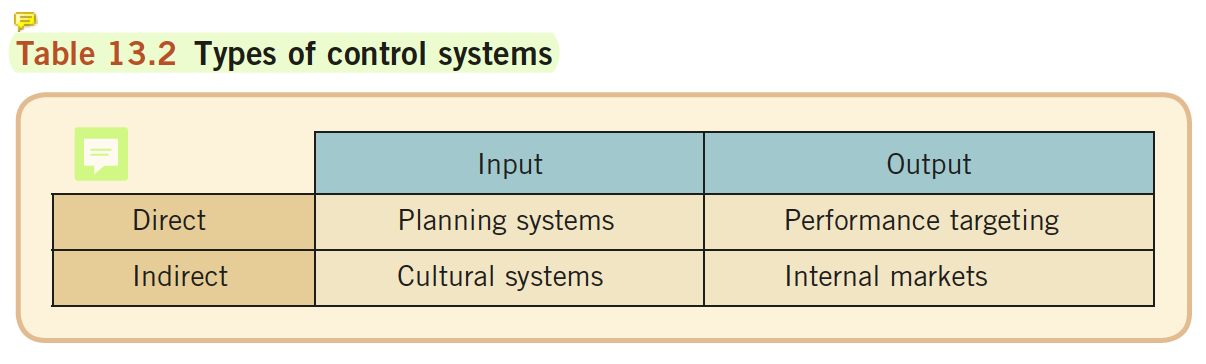 Table 13.2 Types of control systems
Input Output
Direct Planning systems Performance targeting
Indirect Cultural systems Internal markets